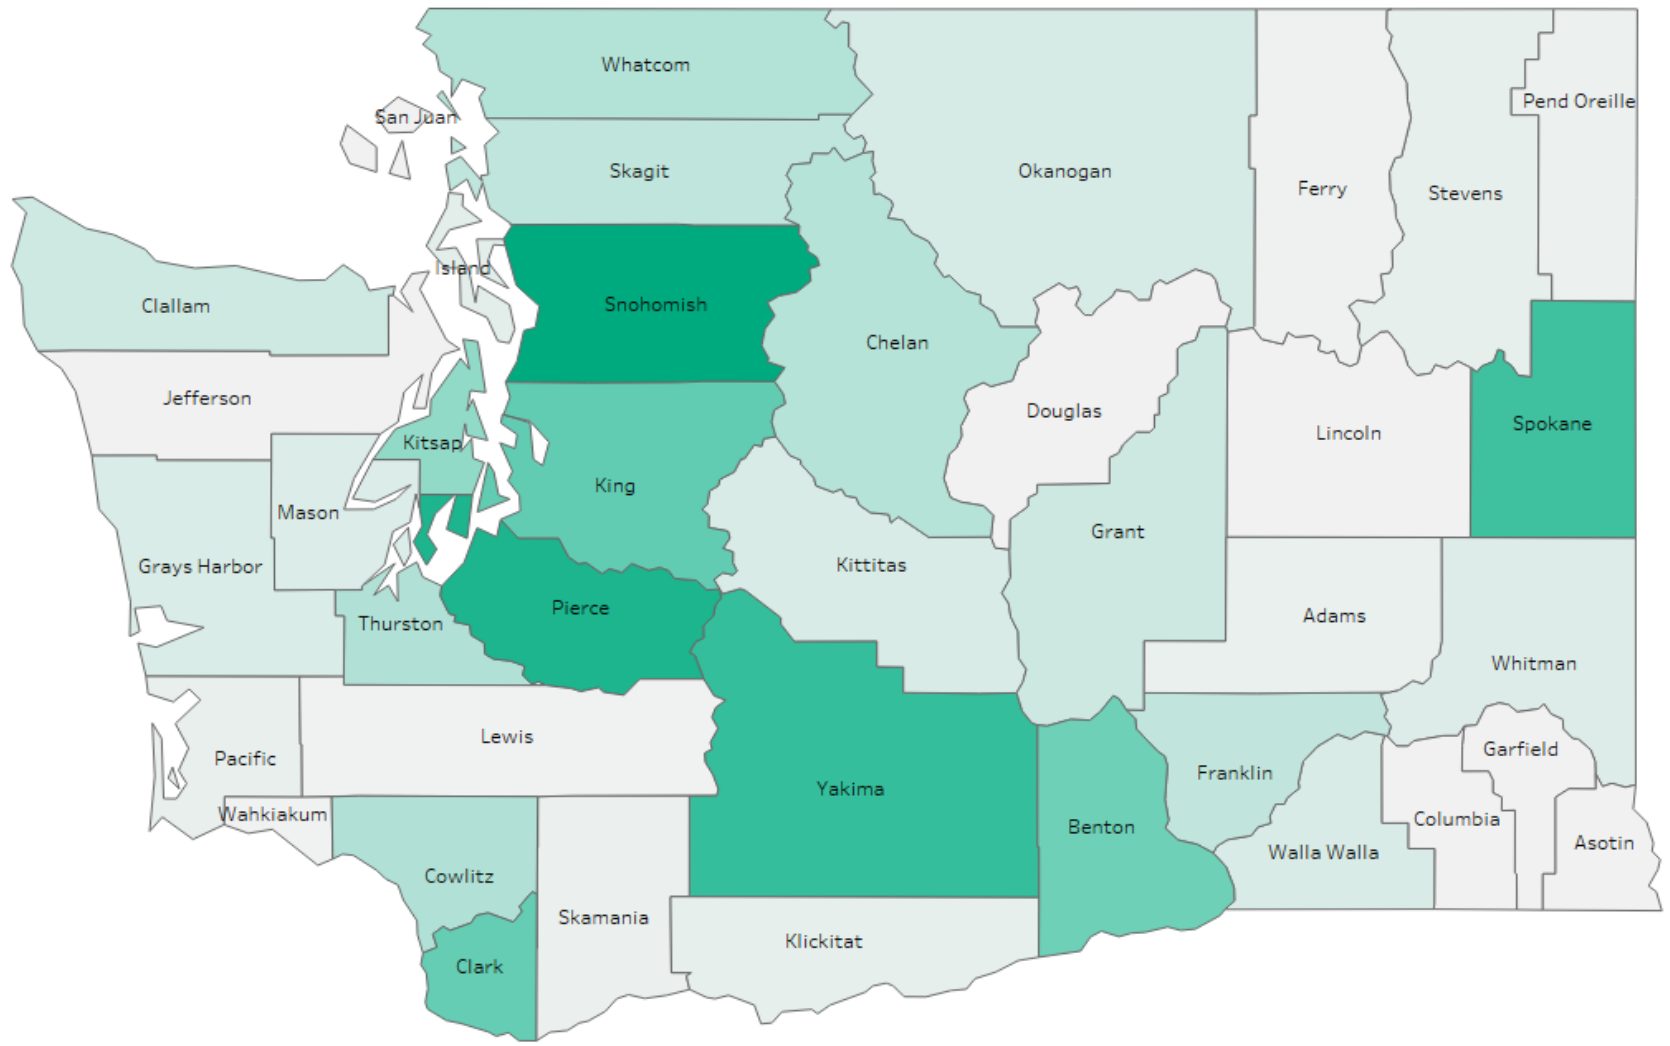 Whatcom
Pend Oreille
San Juan
Skagit
Okanogan
Ferry
Stevens
Island
Clallam
Snohomish
Chelan
Jefferson
Douglas
Spokane
Lincoln
Kitsap
King
Mason
Grant
Grays Harbor
Kittitas
Pierce
Adams
Thurston
Whitman
Lewis
Garfield
Pacific
Franklin
Yakima
Wahkiakum
Columbia
Benton
Asotin
Walla Walla
Cowlitz
Skamania
Klickitat
Clark